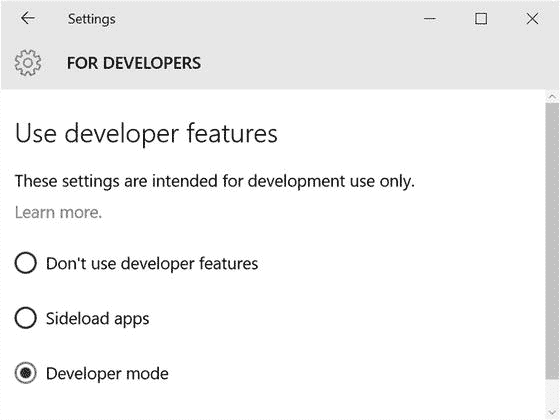 Settings
FOR DEVELOPERS
Use developer features
These settings are intended for development use only.
Learn more.
Don't use developer features
Sideload apps
Developer mode